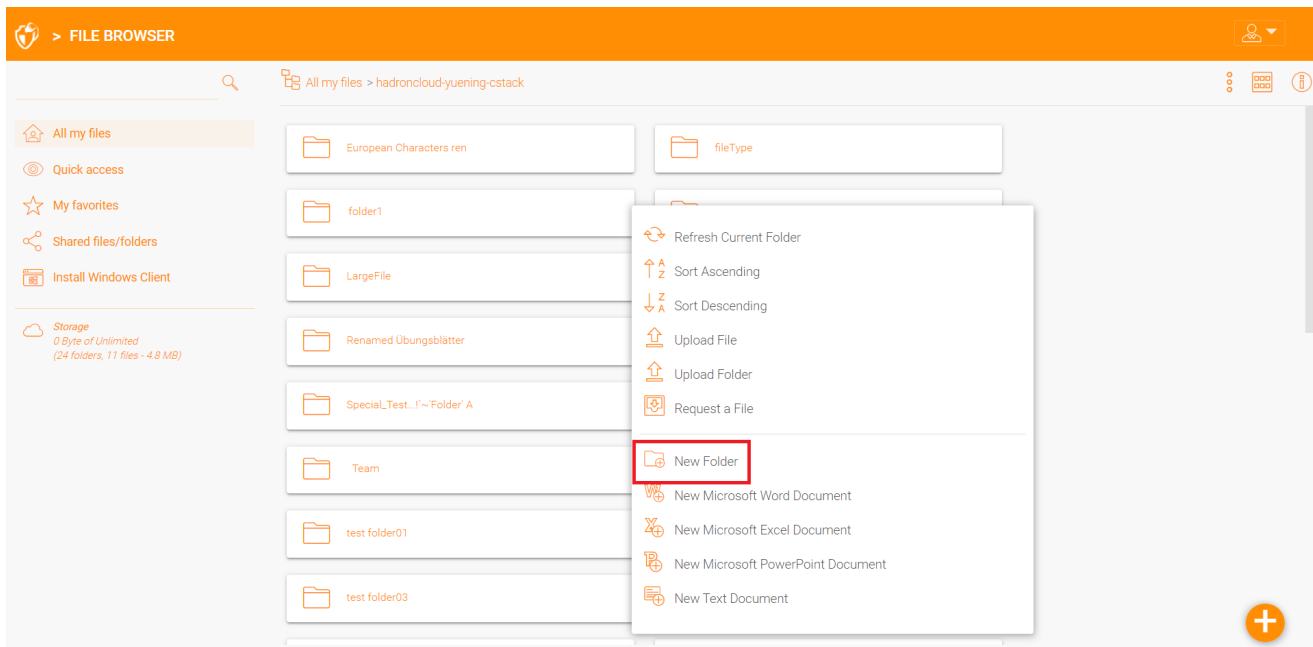 > FILE BROWSER
All my files > hadroncloud-yuening-cstack
All my files
Quick access
My favorites
Shared files/folders
Install Windows Client
Storage
0 Byte of Unlimited
(24 folders, 11 files - 4.8 MB)
European Characters ren
fileType
folder1
LargeFile
Renamed Übungsblätter
Special_Test...!`~'Folder' A
Team
test folder01
test folder03
Refresh Current Folder
A
Z
Sort Ascending
Z
A
Sort Descending
Upload File
Upload Folder
Request a File
New Folder
W
New Microsoft Word Document
X
New Microsoft Excel Document
P
New Microsoft PowerPoint Document
New Text Document